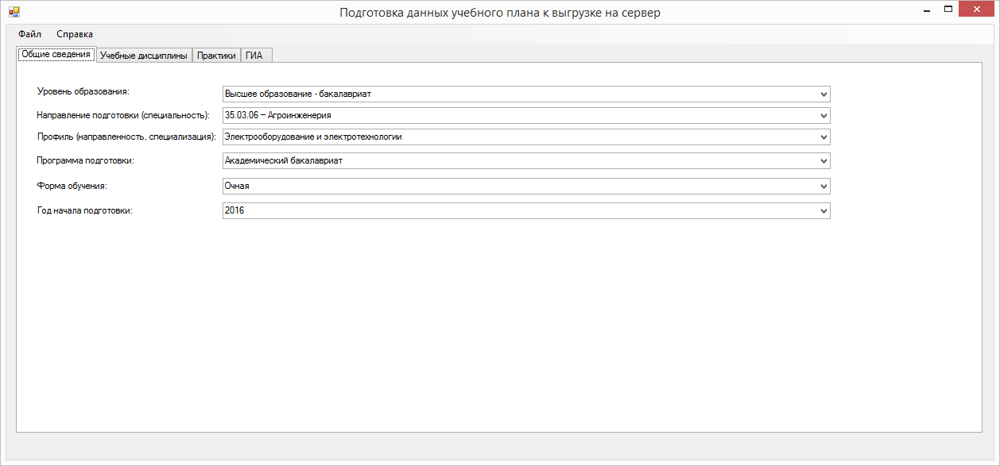 Подготовка данных учебного плана к выгрузке на сервер
Файл Справка
Общие сведения Учебные дисциплины Практики ГИА
Уровень образования: Высшее образование - бакалавриат
Направление подготовки (специальность): 35.03.06 – Агроинженерия
Профиль (направленность, специализация): Электрооборудование и электротехнологии
Программа подготовки: Академический бакалавриат
Форма обучения: Очная
Год начала подготовки: 2016